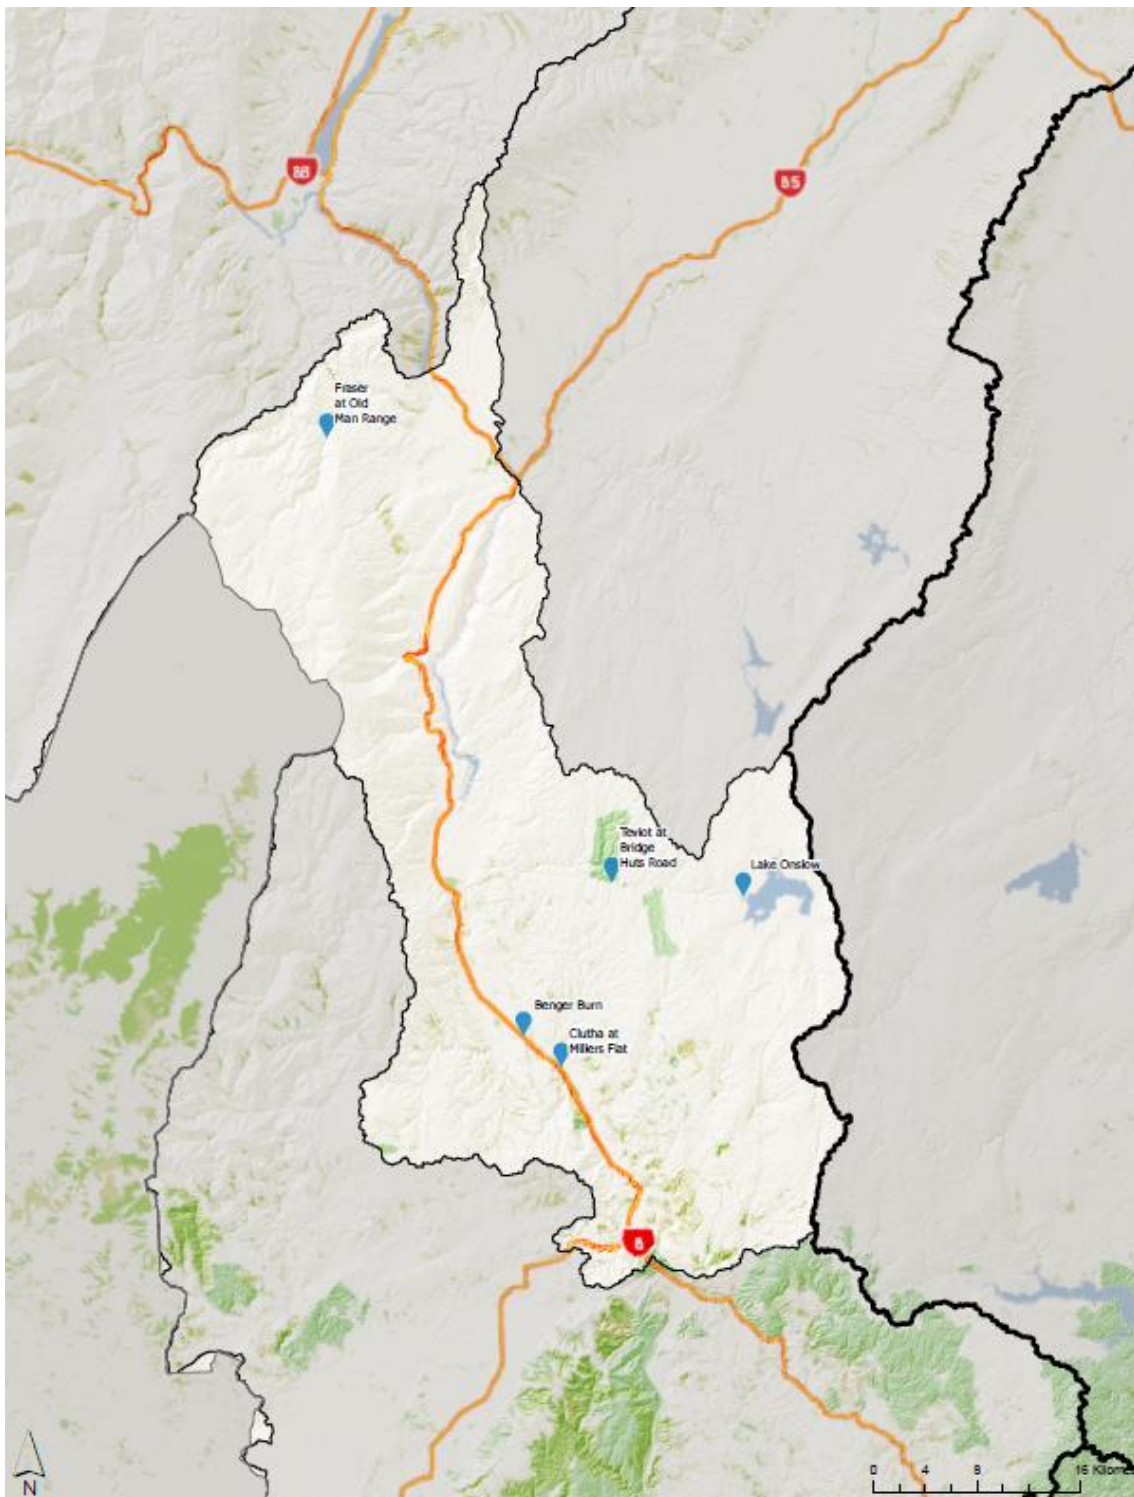 88
85
Fraser
at Old
Man Range
Teviot at
Bridge
Huts Road
Lake Onslow
Benger Burn
Clutha at
Millers Flat
8
0 4 8 16 Kilome
N